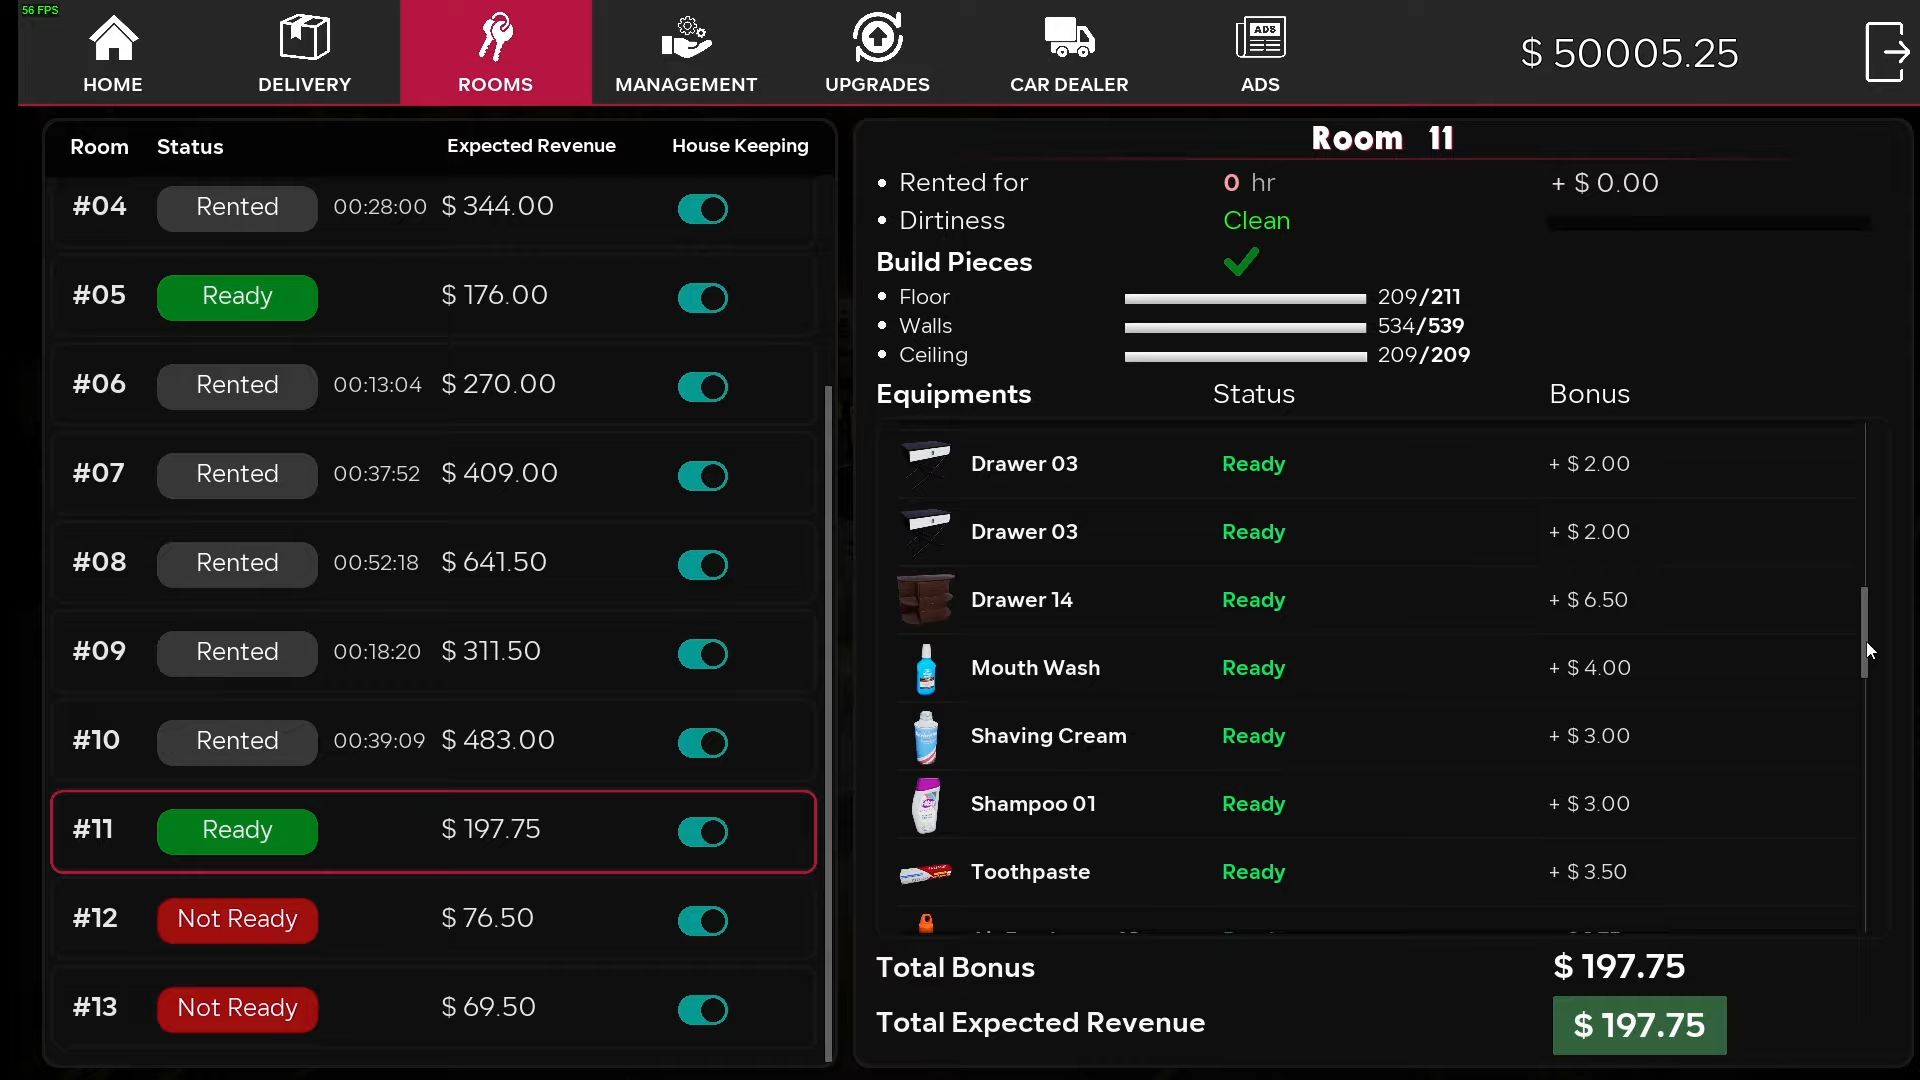 56 FPS
HOME
DELIVERY
ROOMS
MANAGEMENT
UPGRADES
CAR DEALER
ADS
ADS
$ 50005.25
Room Status Expected Revenue House Keeping
#04 Rented 00:28:00 $ 344.00
#05 Ready $ 176.00
#06 Rented 00:13:04 $ 270.00
#07 Rented 00:37:52 $ 409.00
#08 Rented 00:52:18 $ 641.50
#09 Rented 00:18:20 $ 311.50
#10 Rented 00:39:09 $ 483.00
#11 Ready $ 197.75
#12 Not Ready $ 76.50
#13 Not Ready $ 69.50
Room 11
• Rented for 0 hr + $ 0.00
• Dirtiness Clean
Build Pieces
• Floor 209/211
• Walls 534/539
• Ceiling 209/209
Equipments Status Bonus
Drawer 03 Ready + $ 2.00
Drawer 03 Ready + $ 2.00
Drawer 14 Ready + $ 6.50
Mouth Wash Ready + $ 4.00
Shaving Cream Ready + $ 3.00
Shampoo 01 Ready + $ 3.00
Toothpaste Ready + $ 3.50
Total Bonus $ 197.75
Total Expected Revenue $ 197.75